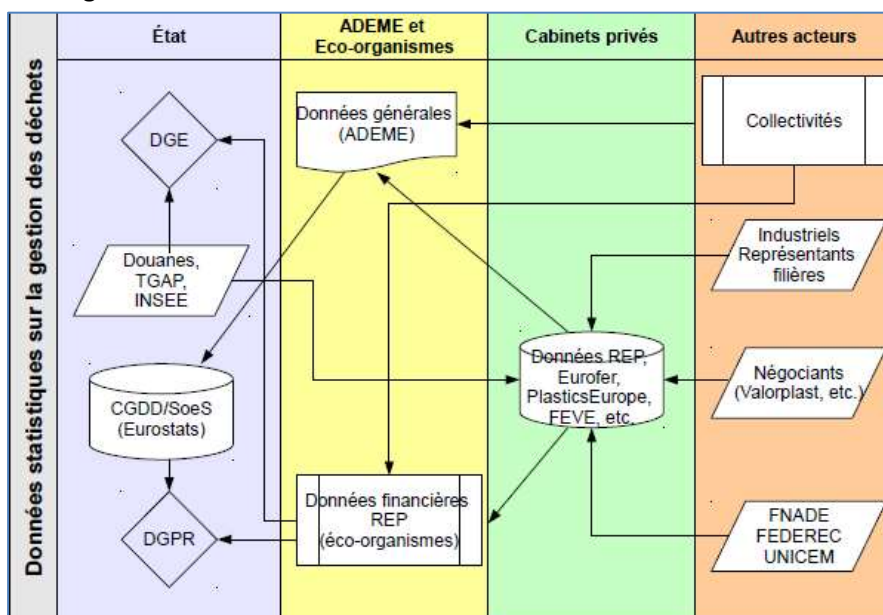 État
ADEME et
Eco-organismes
Cabinets privés
Autres acteurs
Données statistiques sur la gestion des déchets
DGE
Données générales
(ADEME)
Collectivités
Douanes,
TGAP,
INSEE
Industriels
Représentants
filières
Données REP,
Eurofer,
PlasticsEurope,
FEVE, etc.
Négociants
(Valorplast, etc.)
CGDD/SoeS
(Eurostats)
Données financières
REP
(éco-organismes)
DGPR
FNADE
FEDEREC
UNICEM